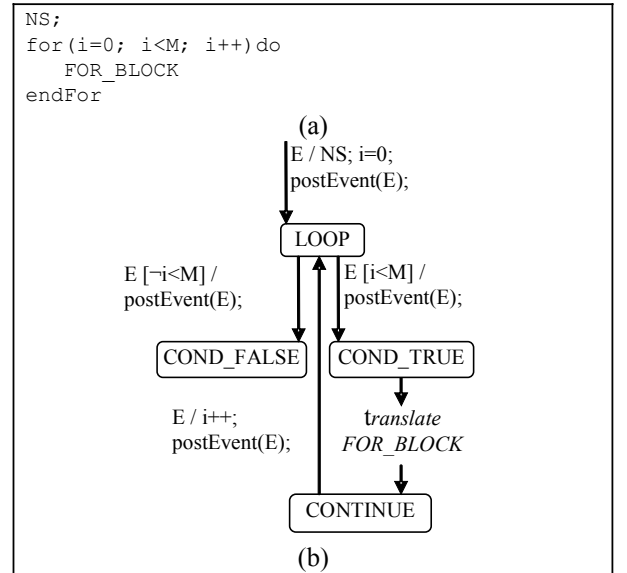 NS;
for(i=0; i<M; i++)do
FOR_BLOCK
endFor
(a)
E / NS; i=0;
postEvent(E);
LOOP
E [¬i<M] /
postEvent(E);
E [i<M] /
postEvent(E);
COND_FALSE
COND_TRUE
E / i++;
postEvent(E);
translate
FOR_BLOCK
CONTINUE
(b)